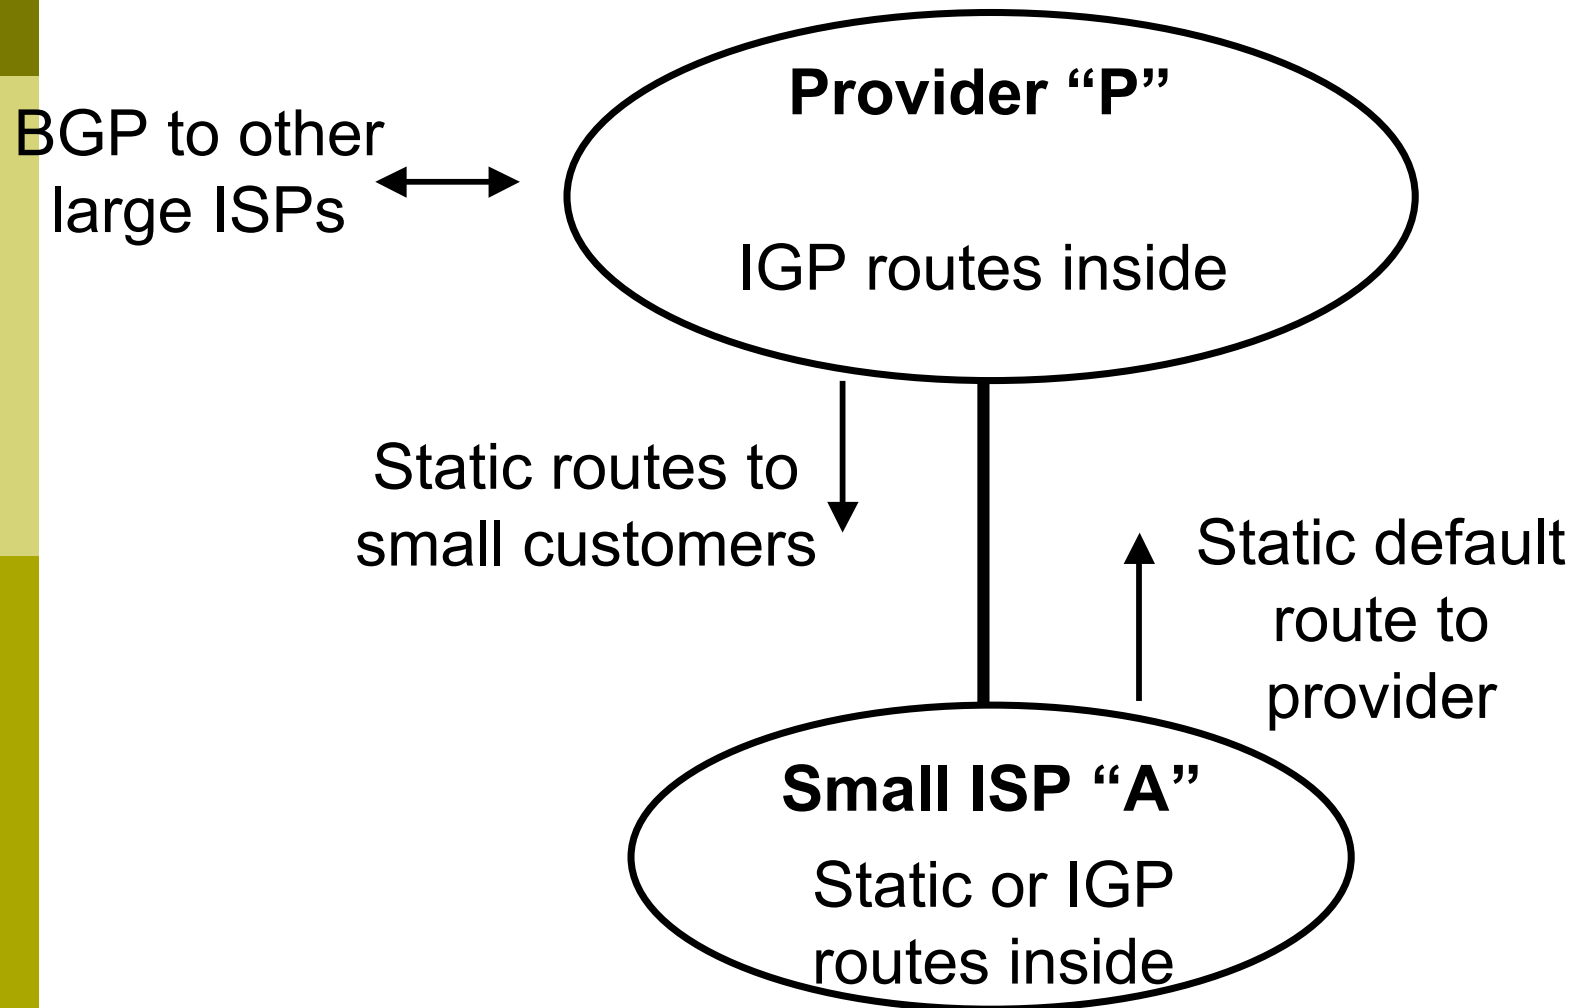 Provider “P”
BGP to other
large ISPs
IGP routes inside
Static routes to
small customers
Static default
route to
provider
Small ISP “A”
Static or IGP
routes inside